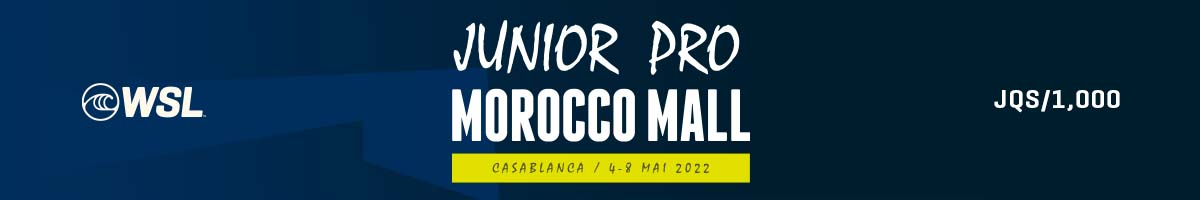 JUNIOR PRO
WSL
MOROCCO MALL
JQS/1,000
CASABLANCA / 4-8 MAI 2022